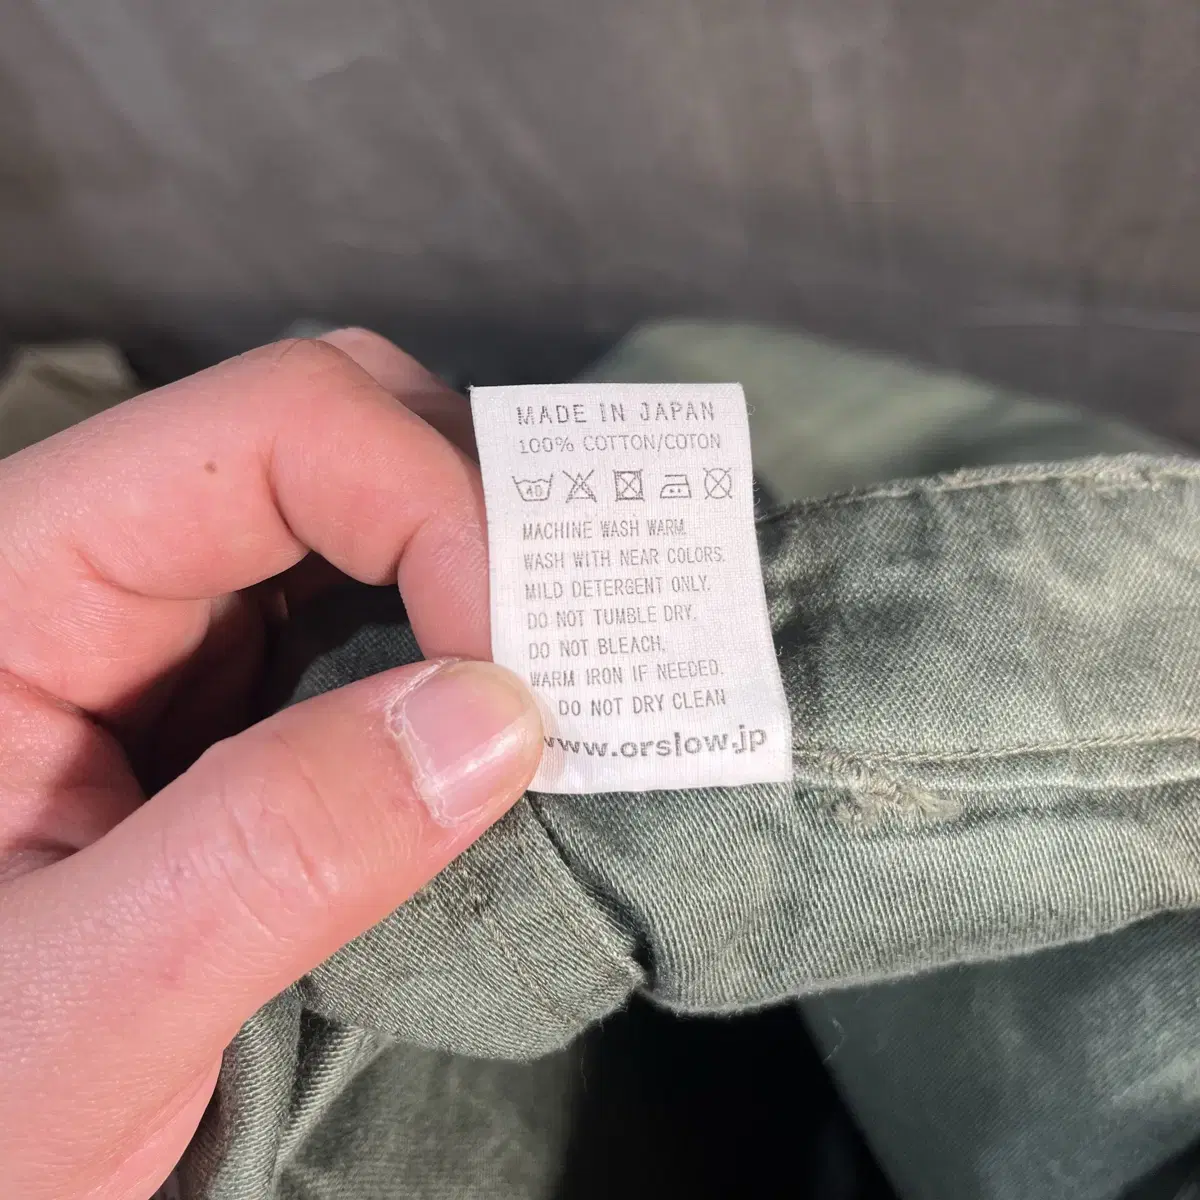 MADE IN JAPAN
100% COTTON/COTON
40
MACHINE WASH WARM.
WASH WITH NEAR COLORS.
MILD DETERGENT ONLY.
DO NOT TUMBLE DRY.
DO NOT BLEACH.
WARM IRON IF NEEDED.
DO NOT DRY CLEAN
www.orslow.jp